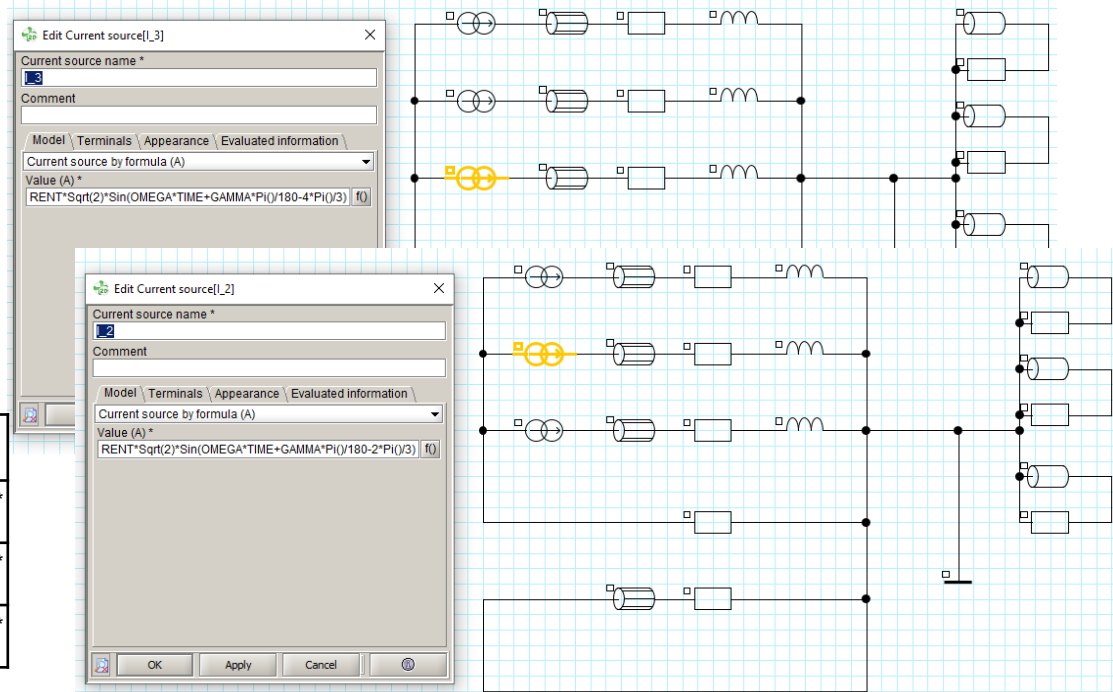 Edit Current source[I_3]
Current source name *
I_3
Comment
Model Terminals Appearance Evaluated information
Current source by formula (A)
Value (A) *
RENT*Sqrt(2)*Sin(OMEGA*TIME+GAMMA*Pi()/180-4*Pi()/3) f()
Edit Current source[I_2]
Current source name *
I_2
Comment
Model Terminals Appearance Evaluated information
Current source by formula (A)
Value (A) *
RENT*Sqrt(2)*Sin(OMEGA*TIME+GAMMA*Pi()/180-2*Pi()/3) f()
*
*
*
OK Apply Cancel